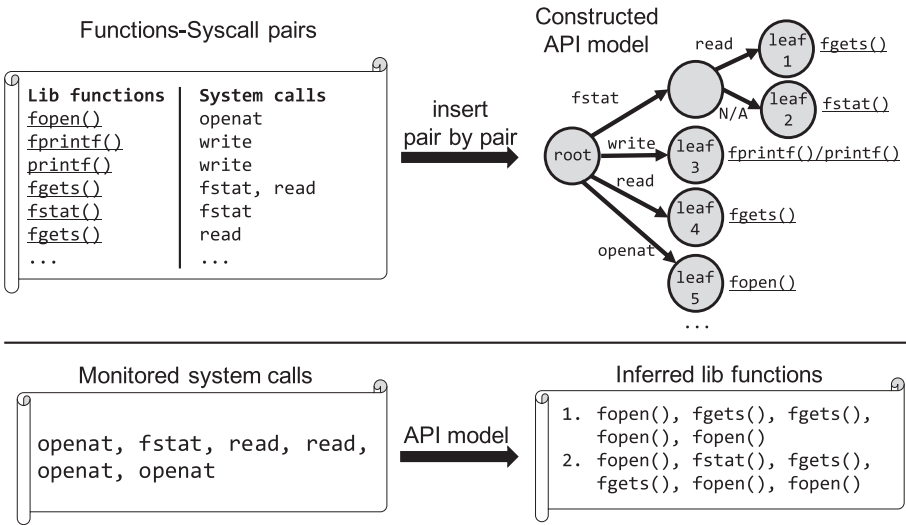 Functions-Syscall pairs
Lib functions System calls
fopen() openat
fprintf() write
printf() write
fgets() fstat, read
fstat() fstat
fgets() read
... ...
insert
pair by pair
Constructed
API model
root
fstat
read
leaf
1
fgets()
N/A
leaf
2
fstat()
write
leaf
3
fprintf()/printf()
read
leaf
4
fgets()
openat
leaf
5
fopen()
...
Monitored system calls
openat, fstat, read, read,
openat, openat
API model
Inferred lib functions
1. fopen(), fgets(), fgets(),
fopen(), fopen()
2. fopen(), fstat(), fgets(),
fgets(), fopen(), fopen()